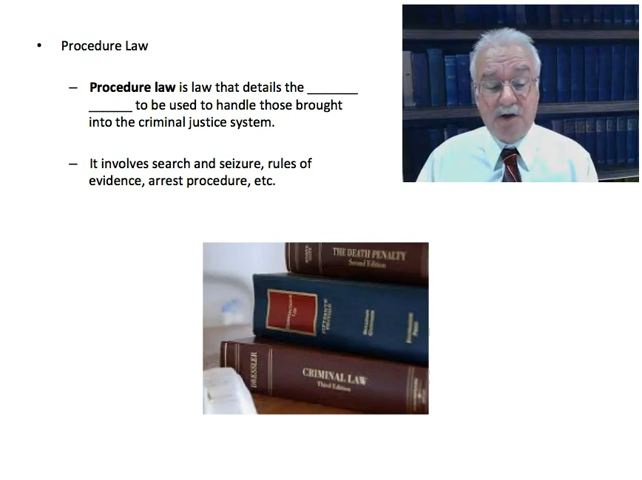 • Procedure Law
– Procedure law is law that details the ________
_______ to be used to handle those brought
into the criminal justice system.
– It involves search and seizure, rules of
evidence, arrest procedure, etc.
THE DEATH PENALTY
Second Edition
DRESSLER
CRIMINAL LAW
Third Edition